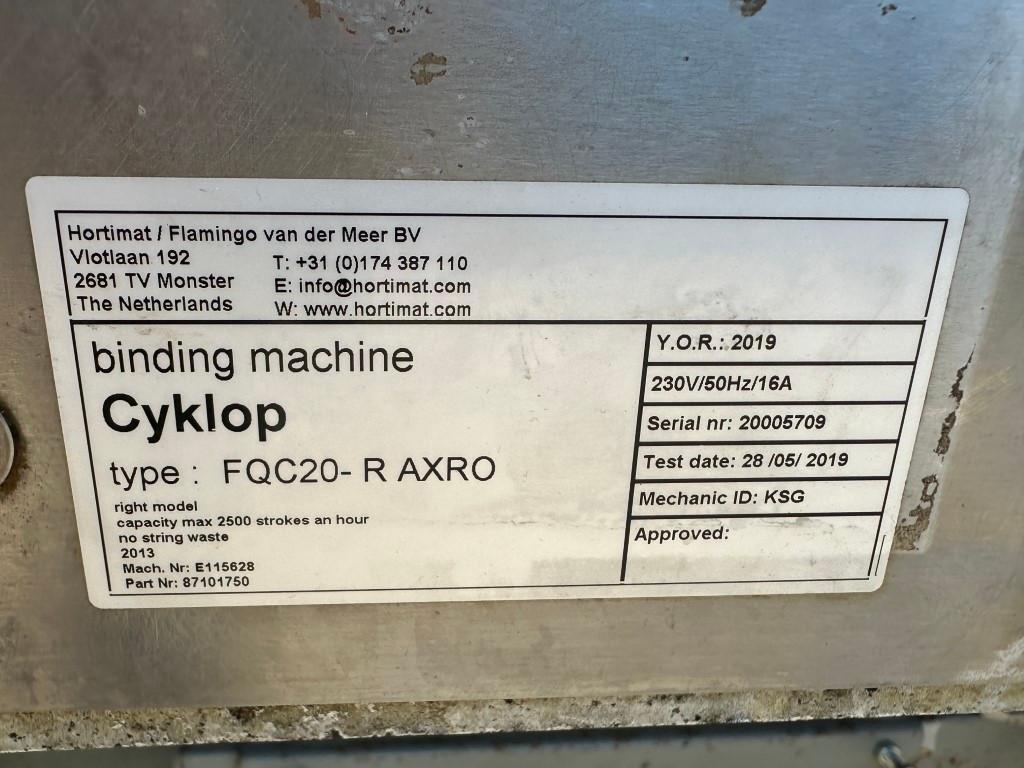 Hortimat / Flamingo van der Meer BV
Vlotlaan 192
2681 TV Monster
The Netherlands
T: +31 (0)174 387 110
E: info@hortimat.com
W: www.hortimat.com
binding machine
Cyklop
type : FQC20- R AXRO
right model
capacity max 2500 strokes an hour
no string waste
2013
Mach. Nr: E115628
Part Nr: 87101750
Y.O.R.: 2019
230V/50Hz/16A
Serial nr: 20005709
Test date: 28 /05/ 2019
Mechanic ID: KSG
Approved: